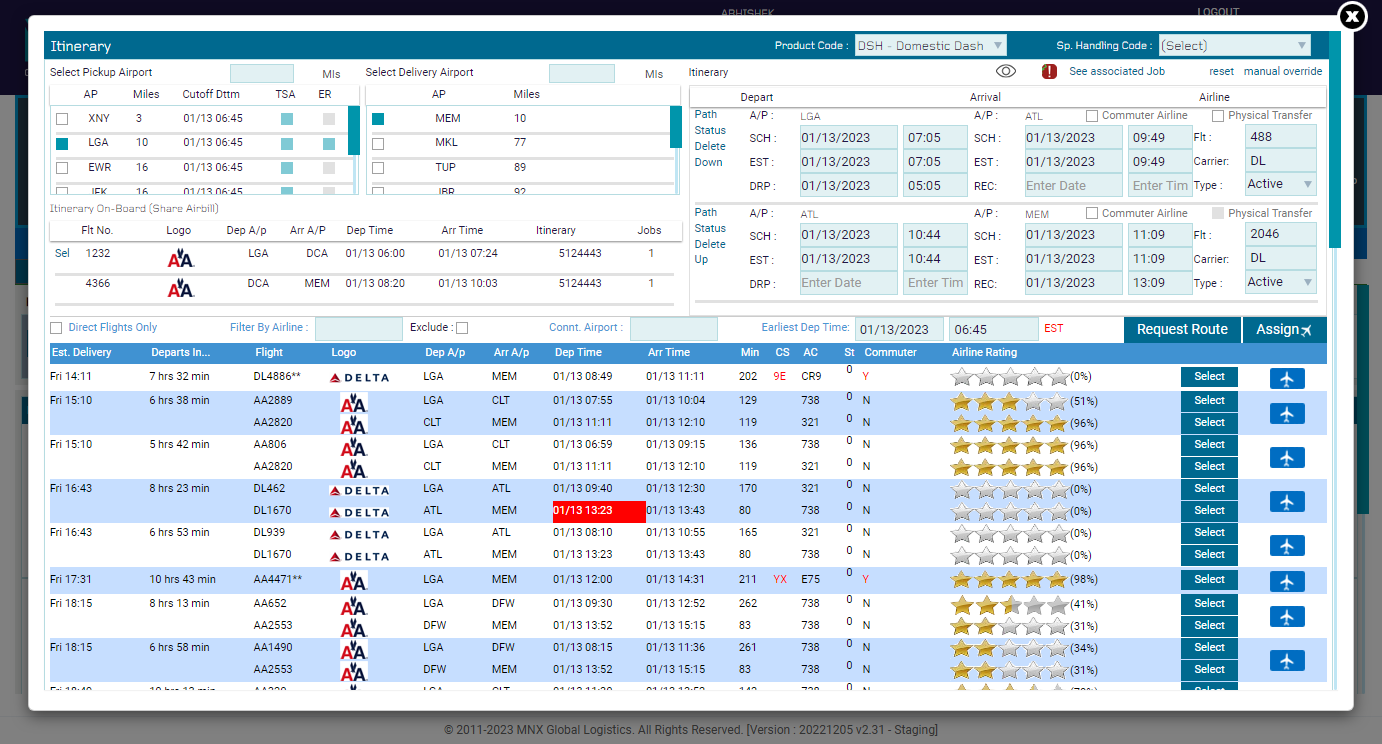 ABHISHEK LOGOUT
Itinerary Product Code : DSH - Domestic Dash Sp. Handling Code : (Select)
Select Pickup Airport Mls Select Delivery Airport Mls Itinerary See associated Job reset manual override
AP Miles Cutoff Dttm TSA ER AP Miles Depart Arrival Airline
XNY 3 01/13 06:45 MEM 10
LGA 10 01/13 06:45 MKL 77
EWR 16 01/13 06:45 TUP 89
JFK 16 01/13 06:45 JBR 92
Path A/P : LGA A/P : ATL Commuter Airline Physical Transfer
Status SCH : 01/13/2023 07:05 SCH : 01/13/2023 09:49 Flt : 488
Delete EST : 01/13/2023 07:05 EST : 01/13/2023 09:49 Carrier: DL
Down DRP : 01/13/2023 05:05 REC: Enter Date Enter Tim Type : Active
Path A/P : ATL A/P : MEM Commuter Airline Physical Transfer
Status SCH : 01/13/2023 10:44 SCH : 01/13/2023 11:09 Flt : 2046
Delete EST : 01/13/2023 10:44 EST : 01/13/2023 11:09 Carrier: DL
Up DRP : Enter Date Enter Tim REC: 01/13/2023 13:09 Type : Active
Itinerary On-Board (Share Airbill)
Flt No. Logo Dep A/p Arr A/P Dep Time Arr Time Itinerary Jobs
Sel 1232 AA LGA DCA 01/13 06:00 01/13 07:24 5124443 1
4366 AA DCA MEM 01/13 08:20 01/13 10:03 5124443 1
Direct Flights Only Filter By Airline : Exclude : Connt. Airport : Earliest Dep Time: 01/13/2023 06:45 EST Request Route Assign
Est. Delivery Departs In... Flight Logo Dep A/p Arr A/p Dep Time Arr Time Min CS AC St Commuter Airline Rating
Fri 14:11 7 hrs 32 min DL4886** DELTA LGA MEM 01/13 08:49 01/13 11:11 202 9E CR9 0 Y (0%) Select
Fri 15:10 6 hrs 38 min AA2889 AA LGA CLT 01/13 07:55 01/13 10:04 129 738 0 N (51%) Select
AA2820 AA CLT MEM 01/13 11:11 01/13 12:10 119 321 N (96%) Select
Fri 15:10 5 hrs 42 min AA806 AA LGA CLT 01/13 06:59 01/13 09:15 136 738 0 N (96%) Select
AA2820 AA CLT MEM 01/13 11:11 01/13 12:10 119 321 0 N (96%) Select
Fri 16:43 8 hrs 23 min DL462 DELTA LGA ATL 01/13 09:40 01/13 12:30 170 321 0 N (0%) Select
DL1670 DELTA ATL MEM 01/13 13:23 01/13 13:43 80 738 N (0%) Select
Fri 16:43 6 hrs 53 min DL939 DELTA LGA ATL 01/13 08:10 01/13 10:55 165 321 0 N (0%) Select
DL1670 DELTA ATL MEM 01/13 13:23 01/13 13:43 80 738 N (0%) Select
Fri 17:31 10 hrs 43 min AA4471** AA LGA MEM 01/13 12:00 01/13 14:31 211 YX E75 0 Y (98%) Select
Fri 18:15 8 hrs 13 min AA652 AA LGA DFW 01/13 09:30 01/13 12:52 262 738 0 N (41%) Select
AA2553 AA DFW MEM 01/13 13:52 01/13 15:15 83 738 N (31%) Select
Fri 18:15 6 hrs 58 min AA1490 AA LGA DFW 01/13 08:15 01/13 11:36 261 738 0 N (34%) Select
AA2553 AA DFW MEM 01/13 13:52 01/13 15:15 83 738 N (31%) Select
© 2011-2023 MNX Global Logistics. All Rights Reserved. [Version : 20221205 v2.31 - Staging]